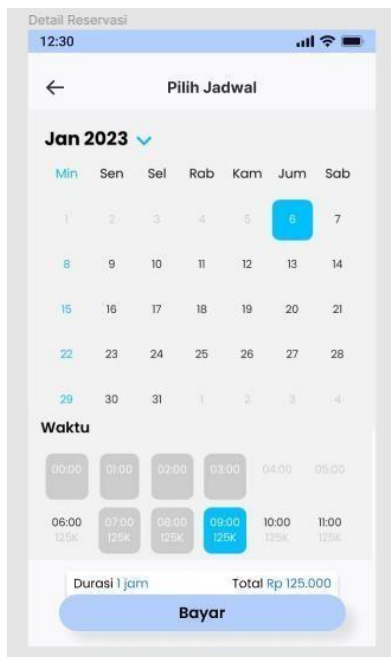 Detail Reservasi
12:30
Pilih Jadwal
Jan 2023
Min Sen Sel Rab Kam Jum Sab
1 2 3 4 5 6 7
8 9 10 11 12 13 14
15 16 17 18 19 20 21
22 23 24 25 26 27 28
29 30 31 1 2 3 4
Waktu
00:00 01:00 02:00 03:00 04:00 05:00
06:00 07:00 08:00 09:00 10:00 11:00
125K 125K 125K 125K 125K 125K
Durasi 1 jam Total Rp 125.000
Bayar